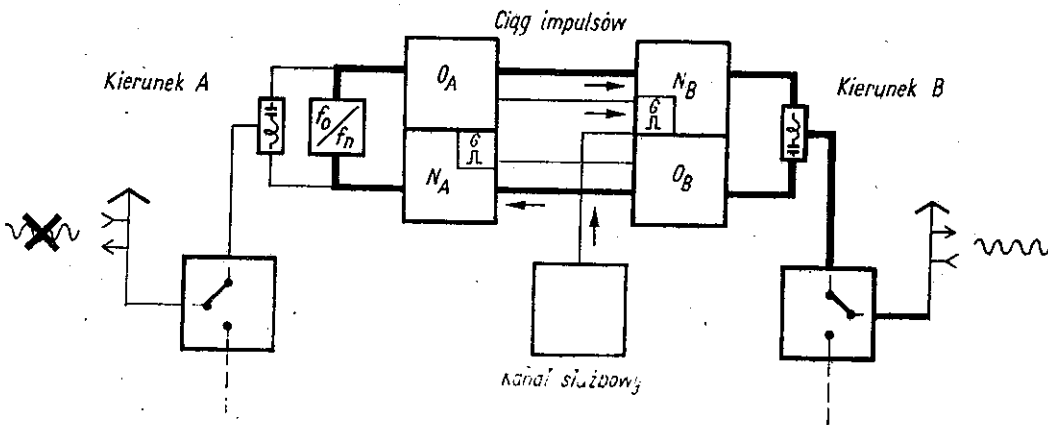 Ciąg impulsów
Kierunek A
O_A
N_B
Kierunek B
f_o/f_n
G
G
N_A
O_B
Kanał służbowy